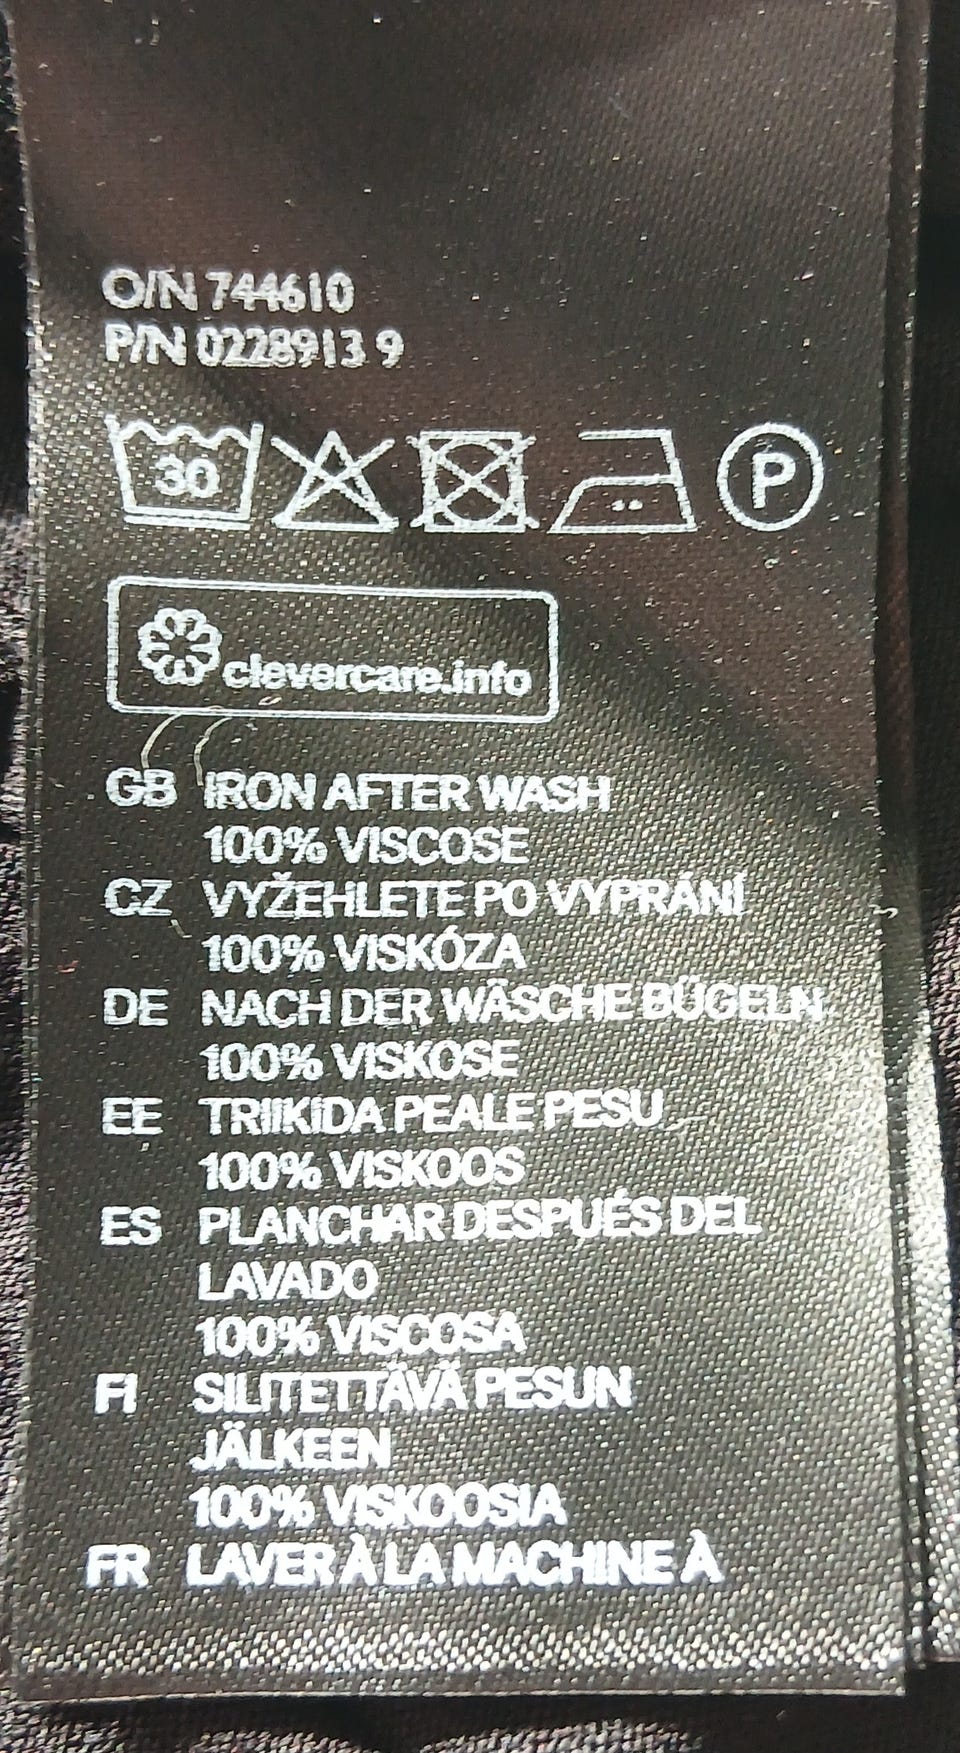 O/N 744610
P/N 0228913 9
30
P
clevercare.info
GB IRON AFTER WASH
100% VISCOSE
CZ VYŽEHLETE PO VYPRÁNÍ
100% VISKÓZA
DE NACH DER WÄSCHE BÜGELN
100% VISKOSE
EE TRIIKIDA PEALE PESU
100% VISKOOS
ES PLANCHAR DESPUÉS DEL
LAVADO
100% VISCOSA
FI SILITETTÄVÄ PESUN
JÄLKEEN
100% VISKOOSIA
FR LAVER À LA MACHINE À